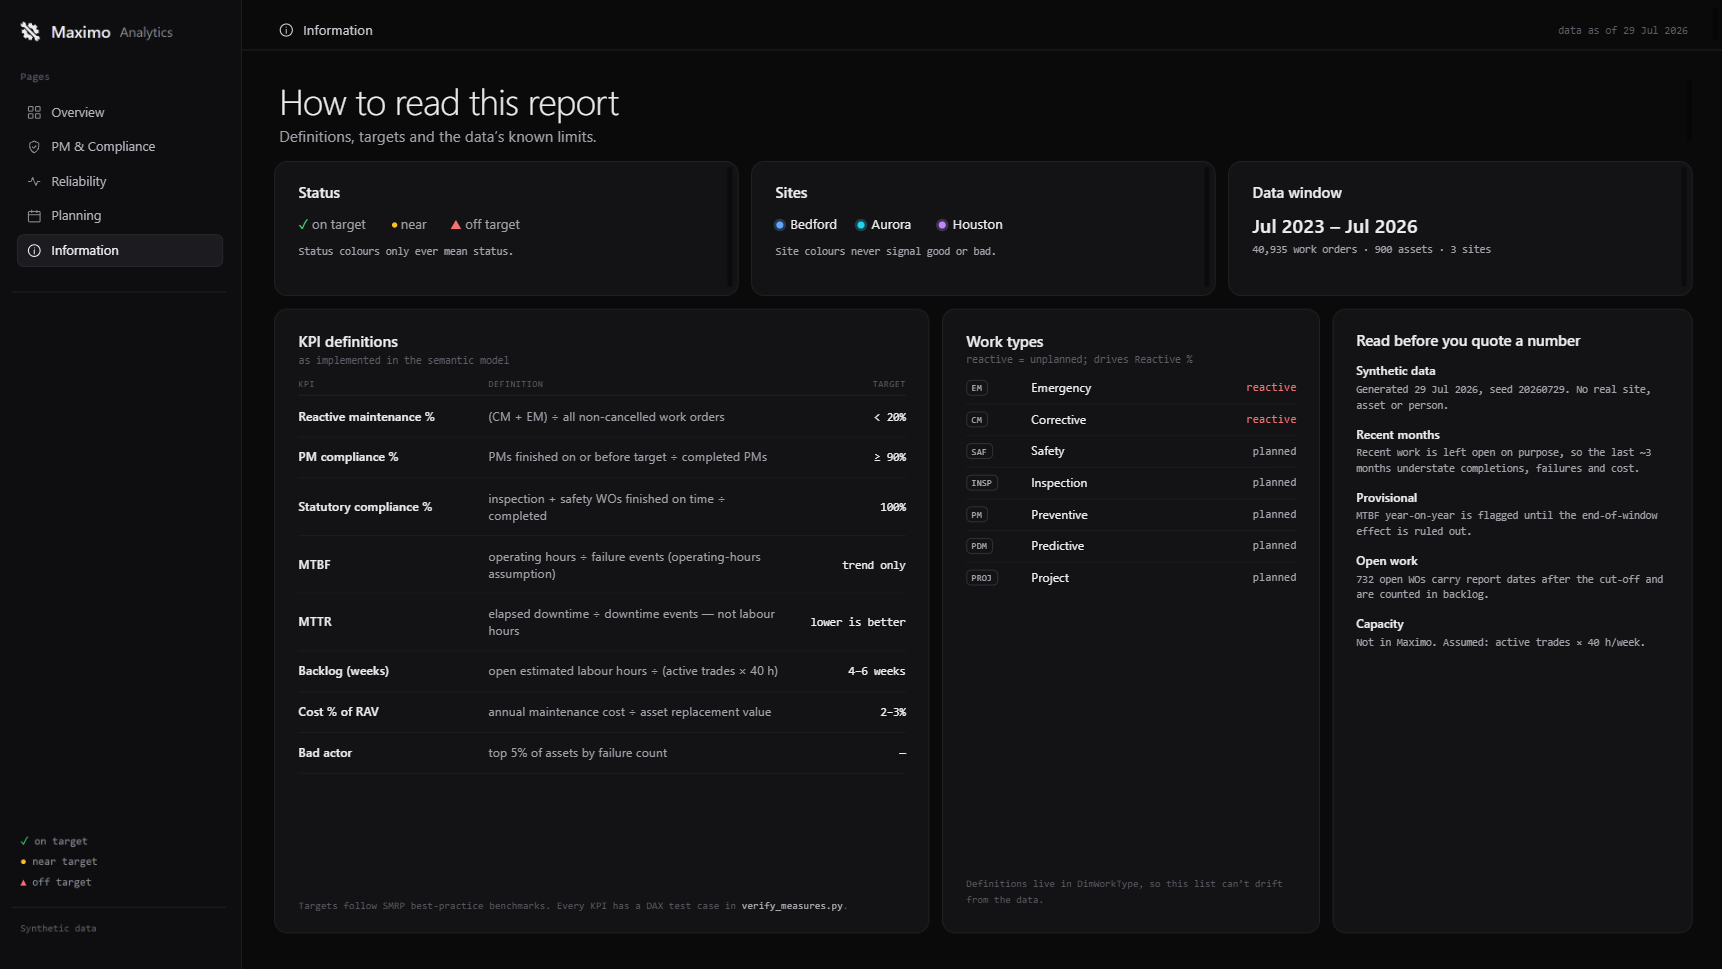 Maximo Analytics
Pages
Overview
PM & Compliance
Reliability
Planning
Information
✓ on target
● near target
▲ off target
Synthetic data
Information
data as of 29 Jul 2026
How to read this report
Definitions, targets and the data's known limits.
Status
✓ on target ● near ▲ off target
Status colours only ever mean status.
Sites
Bedford Aurora Houston
Site colours never signal good or bad.
Data window
Jul 2023 – Jul 2026
40,935 work orders · 900 assets · 3 sites
KPI definitions
as implemented in the semantic model
KPI DEFINITION TARGET
Reactive maintenance % (CM + EM) ÷ all non-cancelled work orders < 20%
PM compliance % PMs finished on or before target ÷ completed PMs ≥ 90%
Statutory compliance % inspection + safety WOs finished on time ÷ 100%
completed
MTBF operating hours ÷ failure events (operating-hours trend only
assumption)
MTTR elapsed downtime ÷ downtime events — not labour lower is better
hours
Backlog (weeks) open estimated labour hours ÷ (active trades × 40 h) 4–6 weeks
Cost % of RAV annual maintenance cost ÷ asset replacement value 2–3%
Bad actor top 5% of assets by failure count —
Targets follow SMRP best-practice benchmarks. Every KPI has a DAX test case in verify_measures.py.
Work types
reactive = unplanned; drives Reactive %
EM Emergency reactive
CM Corrective reactive
SAF Safety planned
INSP Inspection planned
PM Preventive planned
PDM Predictive planned
PROJ Project planned
Definitions live in DimWorkType, so this list can't drift
from the data.
Read before you quote a number
Synthetic data
Generated 29 Jul 2026, seed 20260729. No real site,
asset or person.
Recent months
Recent work is left open on purpose, so the last ~3
months understate completions, failures and cost.
Provisional
MTBF year-on-year is flagged until the end-of-window
effect is ruled out.
Open work
732 open WOs carry report dates after the cut-off and
are counted in backlog.
Capacity
Not in Maximo. Assumed: active trades × 40 h/week.